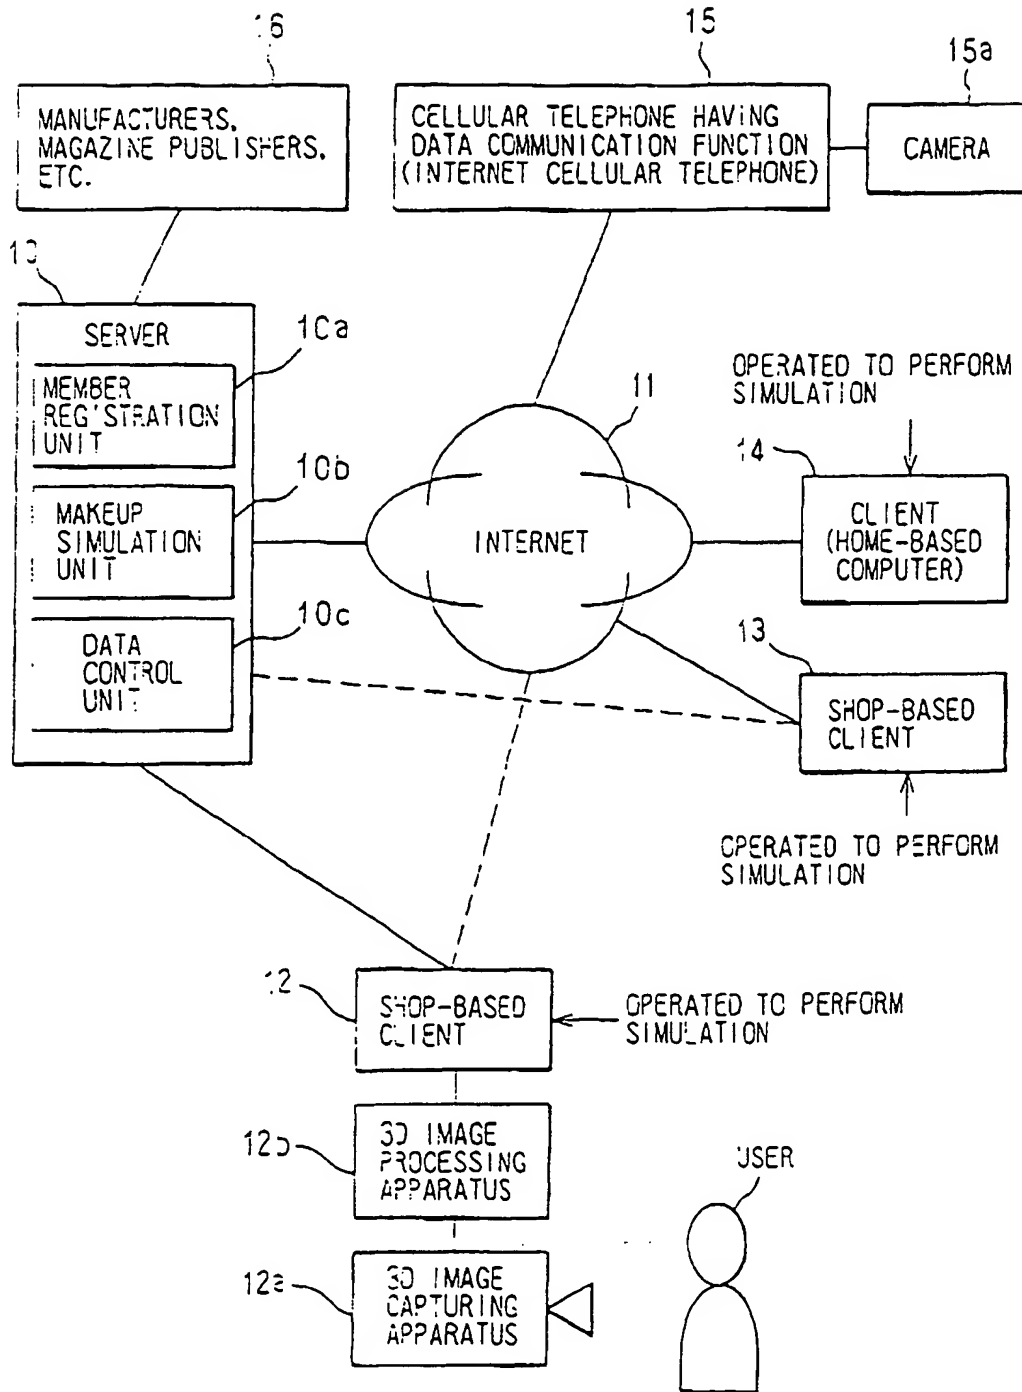 16
MANUFACTURERS,
MAGAZINE PUBLISHERS,
ETC.
15
CELLULAR TELEPHONE HAVING
DATA COMMUNICATION FUNCTION
(INTERNET CELLULAR TELEPHONE)
15a
CAMERA
10
SERVER
10a
MEMBER
REGISTRATION
UNIT
10b
MAKEUP
SIMULATION
UNIT
10c
DATA
CONTROL
UNIT
11
INTERNET
OPERATED TO PERFORM
SIMULATION
14
CLIENT
(HOME-BASED
COMPUTER)
13
SHOP-BASED
CLIENT
OPERATED TO PERFORM
SIMULATION
12
SHOP-BASED
CLIENT
OPERATED TO PERFORM
SIMULATION
12b
3D IMAGE
PROCESSING
APPARATUS
12a
3D IMAGE
CAPTURING
APPARATUS
USER